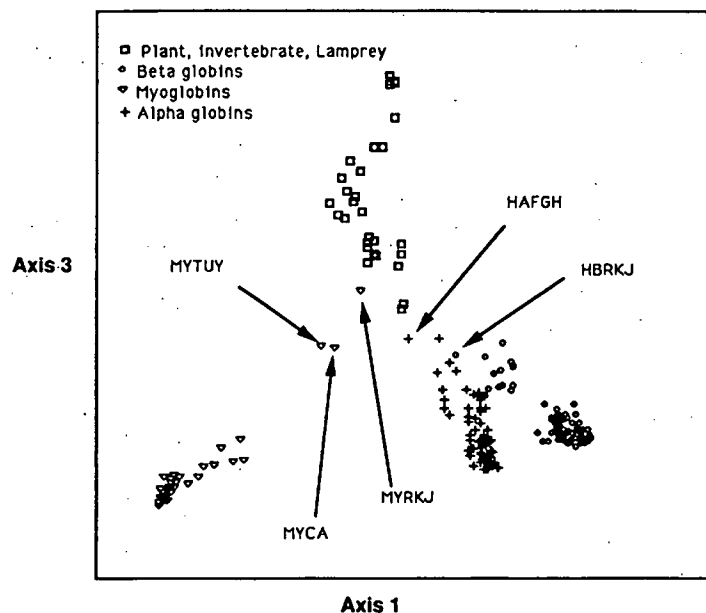 Plant, invertebrate, Lamprey
Beta globins
Myoglobins
Alpha globins
HAFGH
Axis 3
MYTUY
HBRKJ
MYRKJ
MYCA
Axis 1